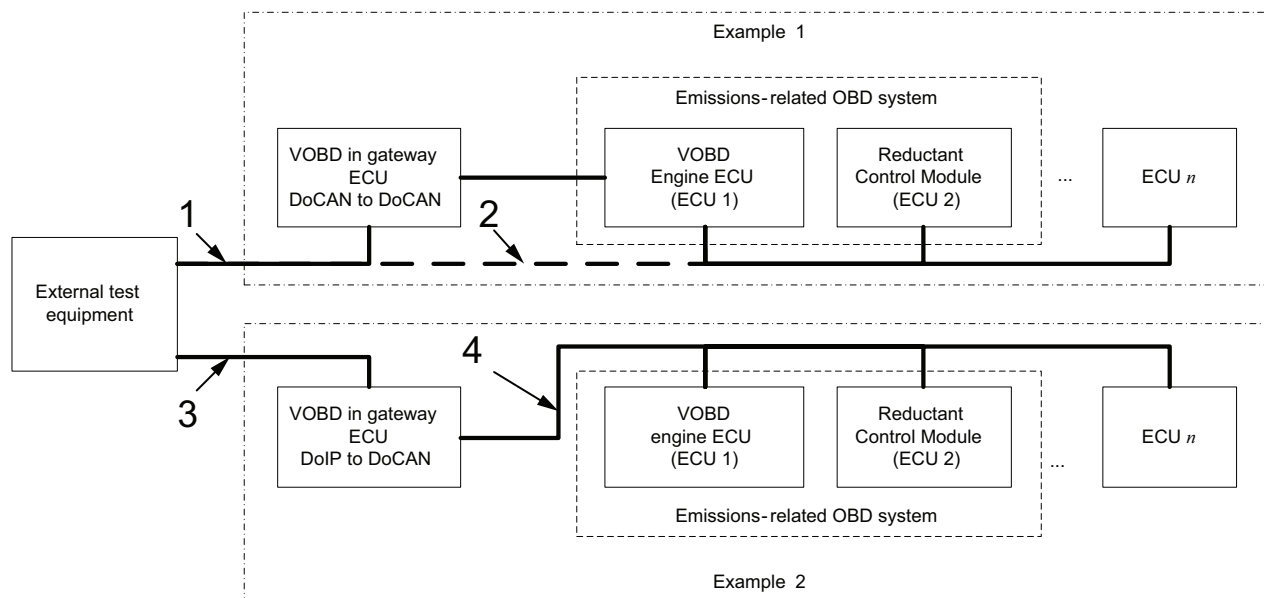 Example 1
Emissions-related OBD system
VOBD in gateway
ECU
DoCAN to DoCAN
VOBD
Engine ECU
(ECU 1)
Reductant
Control Module
(ECU 2)
...
ECU n
1
2
External test
equipment
3
4
VOBD in gateway
ECU
DoIP to DoCAN
VOBD
engine ECU
(ECU 1)
Reductant
Control Module
(ECU 2)
...
ECU n
Emissions-related OBD system
Example 2